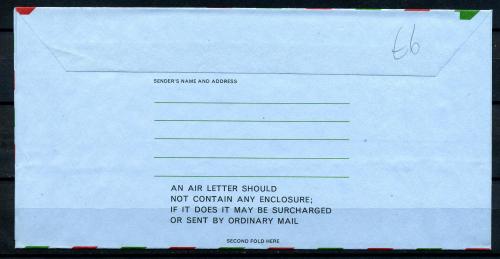 £6
SENDER'S NAME AND ADDRESS
AN AIR LETTER SHOULD
NOT CONTAIN ANY ENCLOSURE;
IF IT DOES IT MAY BE SURCHARGED
OR SENT BY ORDINARY MAIL
SECOND FOLD HERE